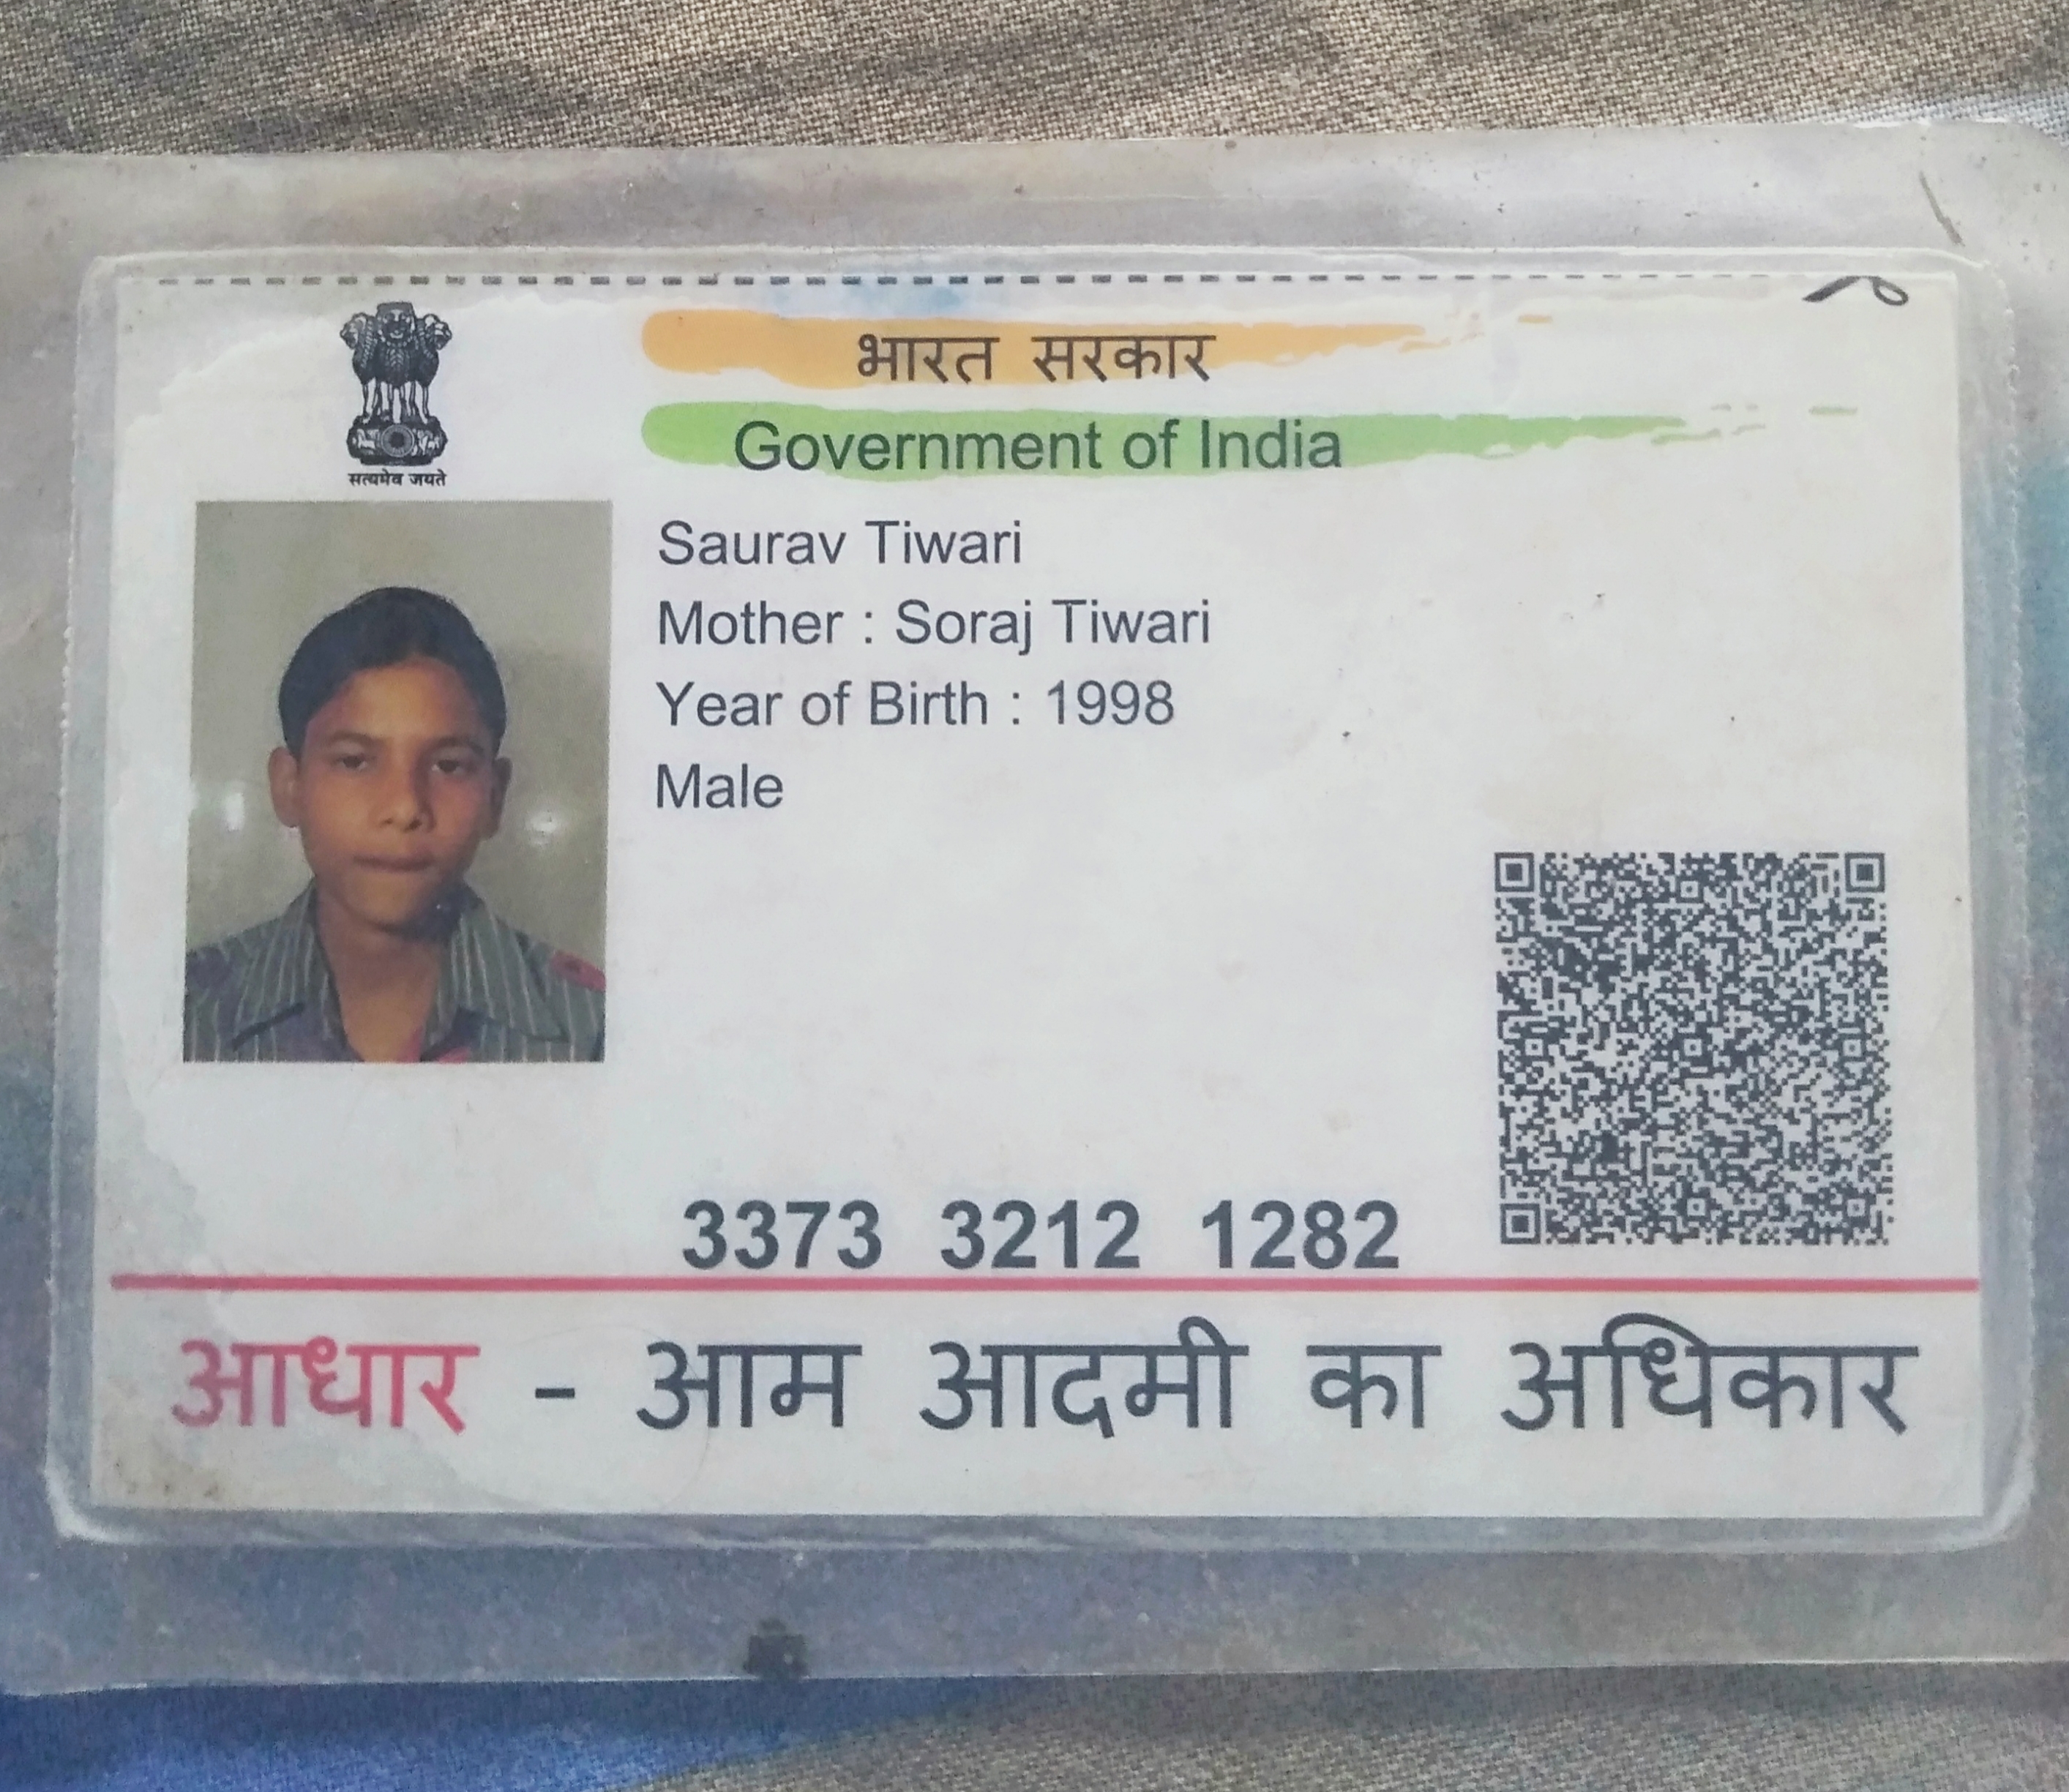 भारत सरकार
Government of India
सत्यमेव जयते
Saurav Tiwari
Mother : Soraj Tiwari
Year of Birth : 1998
Male
3373 3212 1282
आधार - आम आदमी का अधिकार